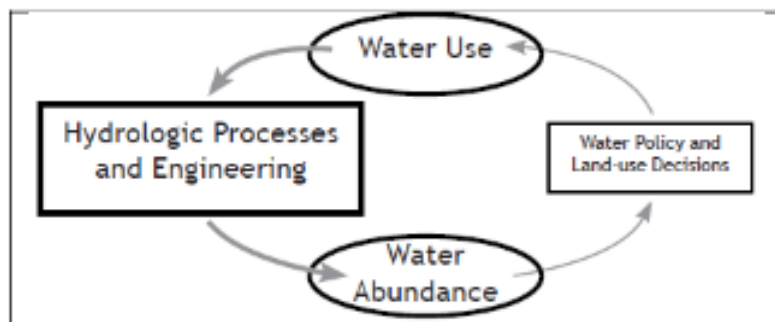 Water Use
Hydrologic Processes
and Engineering
Water Policy and
Land-use Decisions
Water
Abundance